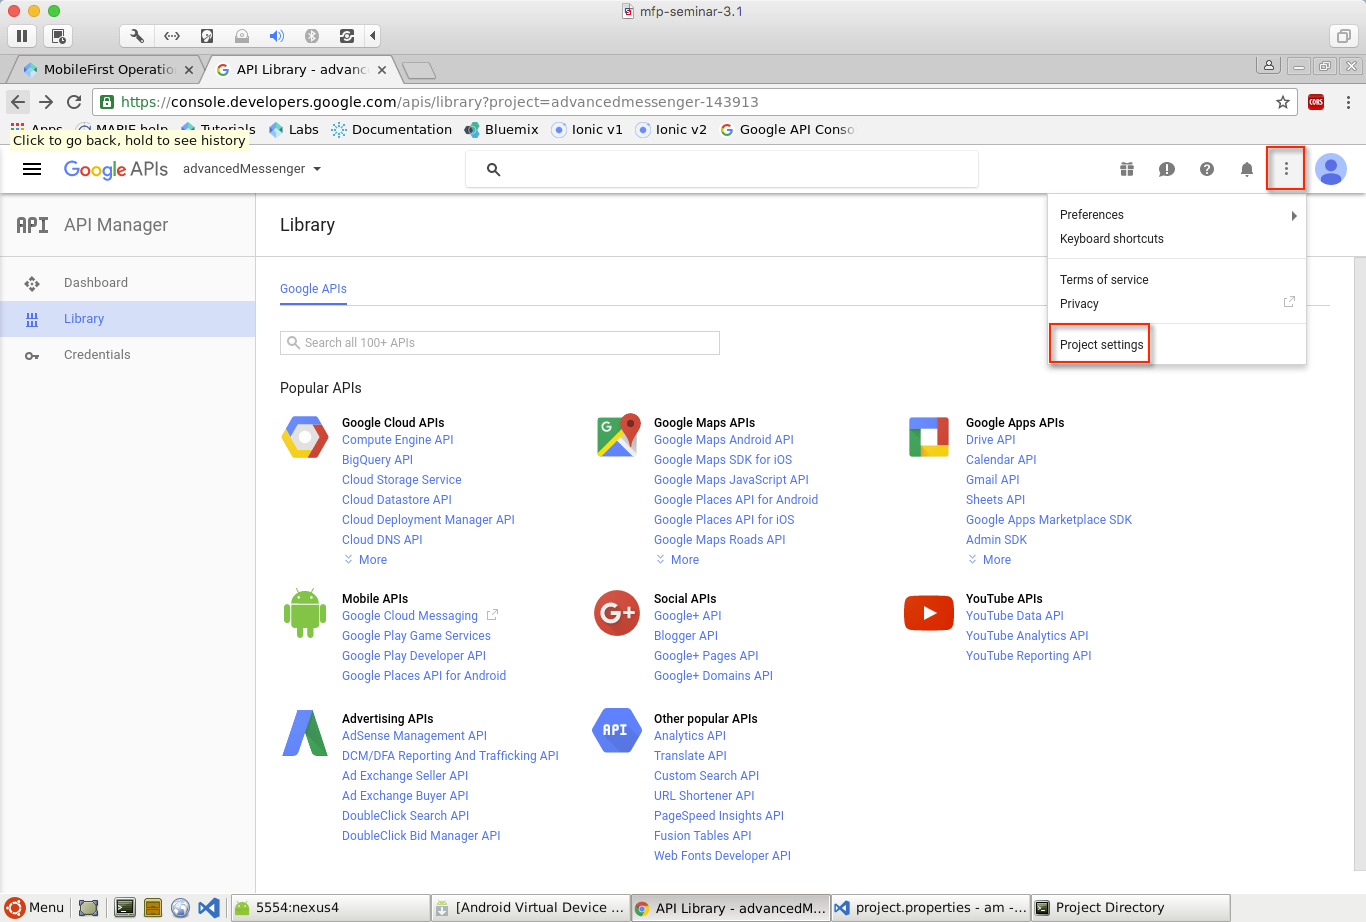 mfp-seminar-3.1
MobileFirst Operatio
API Library - advanc
https://console.developers.google.com/apis/library?project=advancedmessenger-143913
CORS
Apps
MABIE help
Tutorials
Labs
Documentation
Bluemix
Ionic v1
Ionic v2
Google API Conso
Click to go back, hold to see history
Google APIs
advancedMessenger
API API Manager
Library
Preferences
Keyboard shortcuts
Terms of service
Privacy
Project settings
Dashboard
Library
Credentials
Google APIs
Search all 100+ APIs
Popular APIs
Google Cloud APIs
Compute Engine API
BigQuery API
Cloud Storage Service
Cloud Datastore API
Cloud Deployment Manager API
Cloud DNS API
More
Google Maps APIs
Google Maps Android API
Google Maps SDK for iOS
Google Maps JavaScript API
Google Places API for Android
Google Places API for iOS
Google Maps Roads API
More
Google Apps APIs
Drive API
Calendar API
Gmail API
Sheets API
Google Apps Marketplace SDK
Admin SDK
More
Mobile APIs
Google Cloud Messaging
Google Play Game Services
Google Play Developer API
Google Places API for Android
G+
Social APIs
Google+ API
Blogger API
Google+ Pages API
Google+ Domains API
YouTube APIs
YouTube Data API
YouTube Analytics API
YouTube Reporting API
Advertising APIs
AdSense Management API
DCM/DFA Reporting And Trafficking API
Ad Exchange Seller API
Ad Exchange Buyer API
DoubleClick Search API
DoubleClick Bid Manager API
API
Other popular APIs
Analytics API
Translate API
Custom Search API
URL Shortener API
PageSpeed Insights API
Fusion Tables API
Web Fonts Developer API
Menu
5554:nexus4
[Android Virtual Device ...
API Library - advancedM...
project.properties - am -...
Project Directory